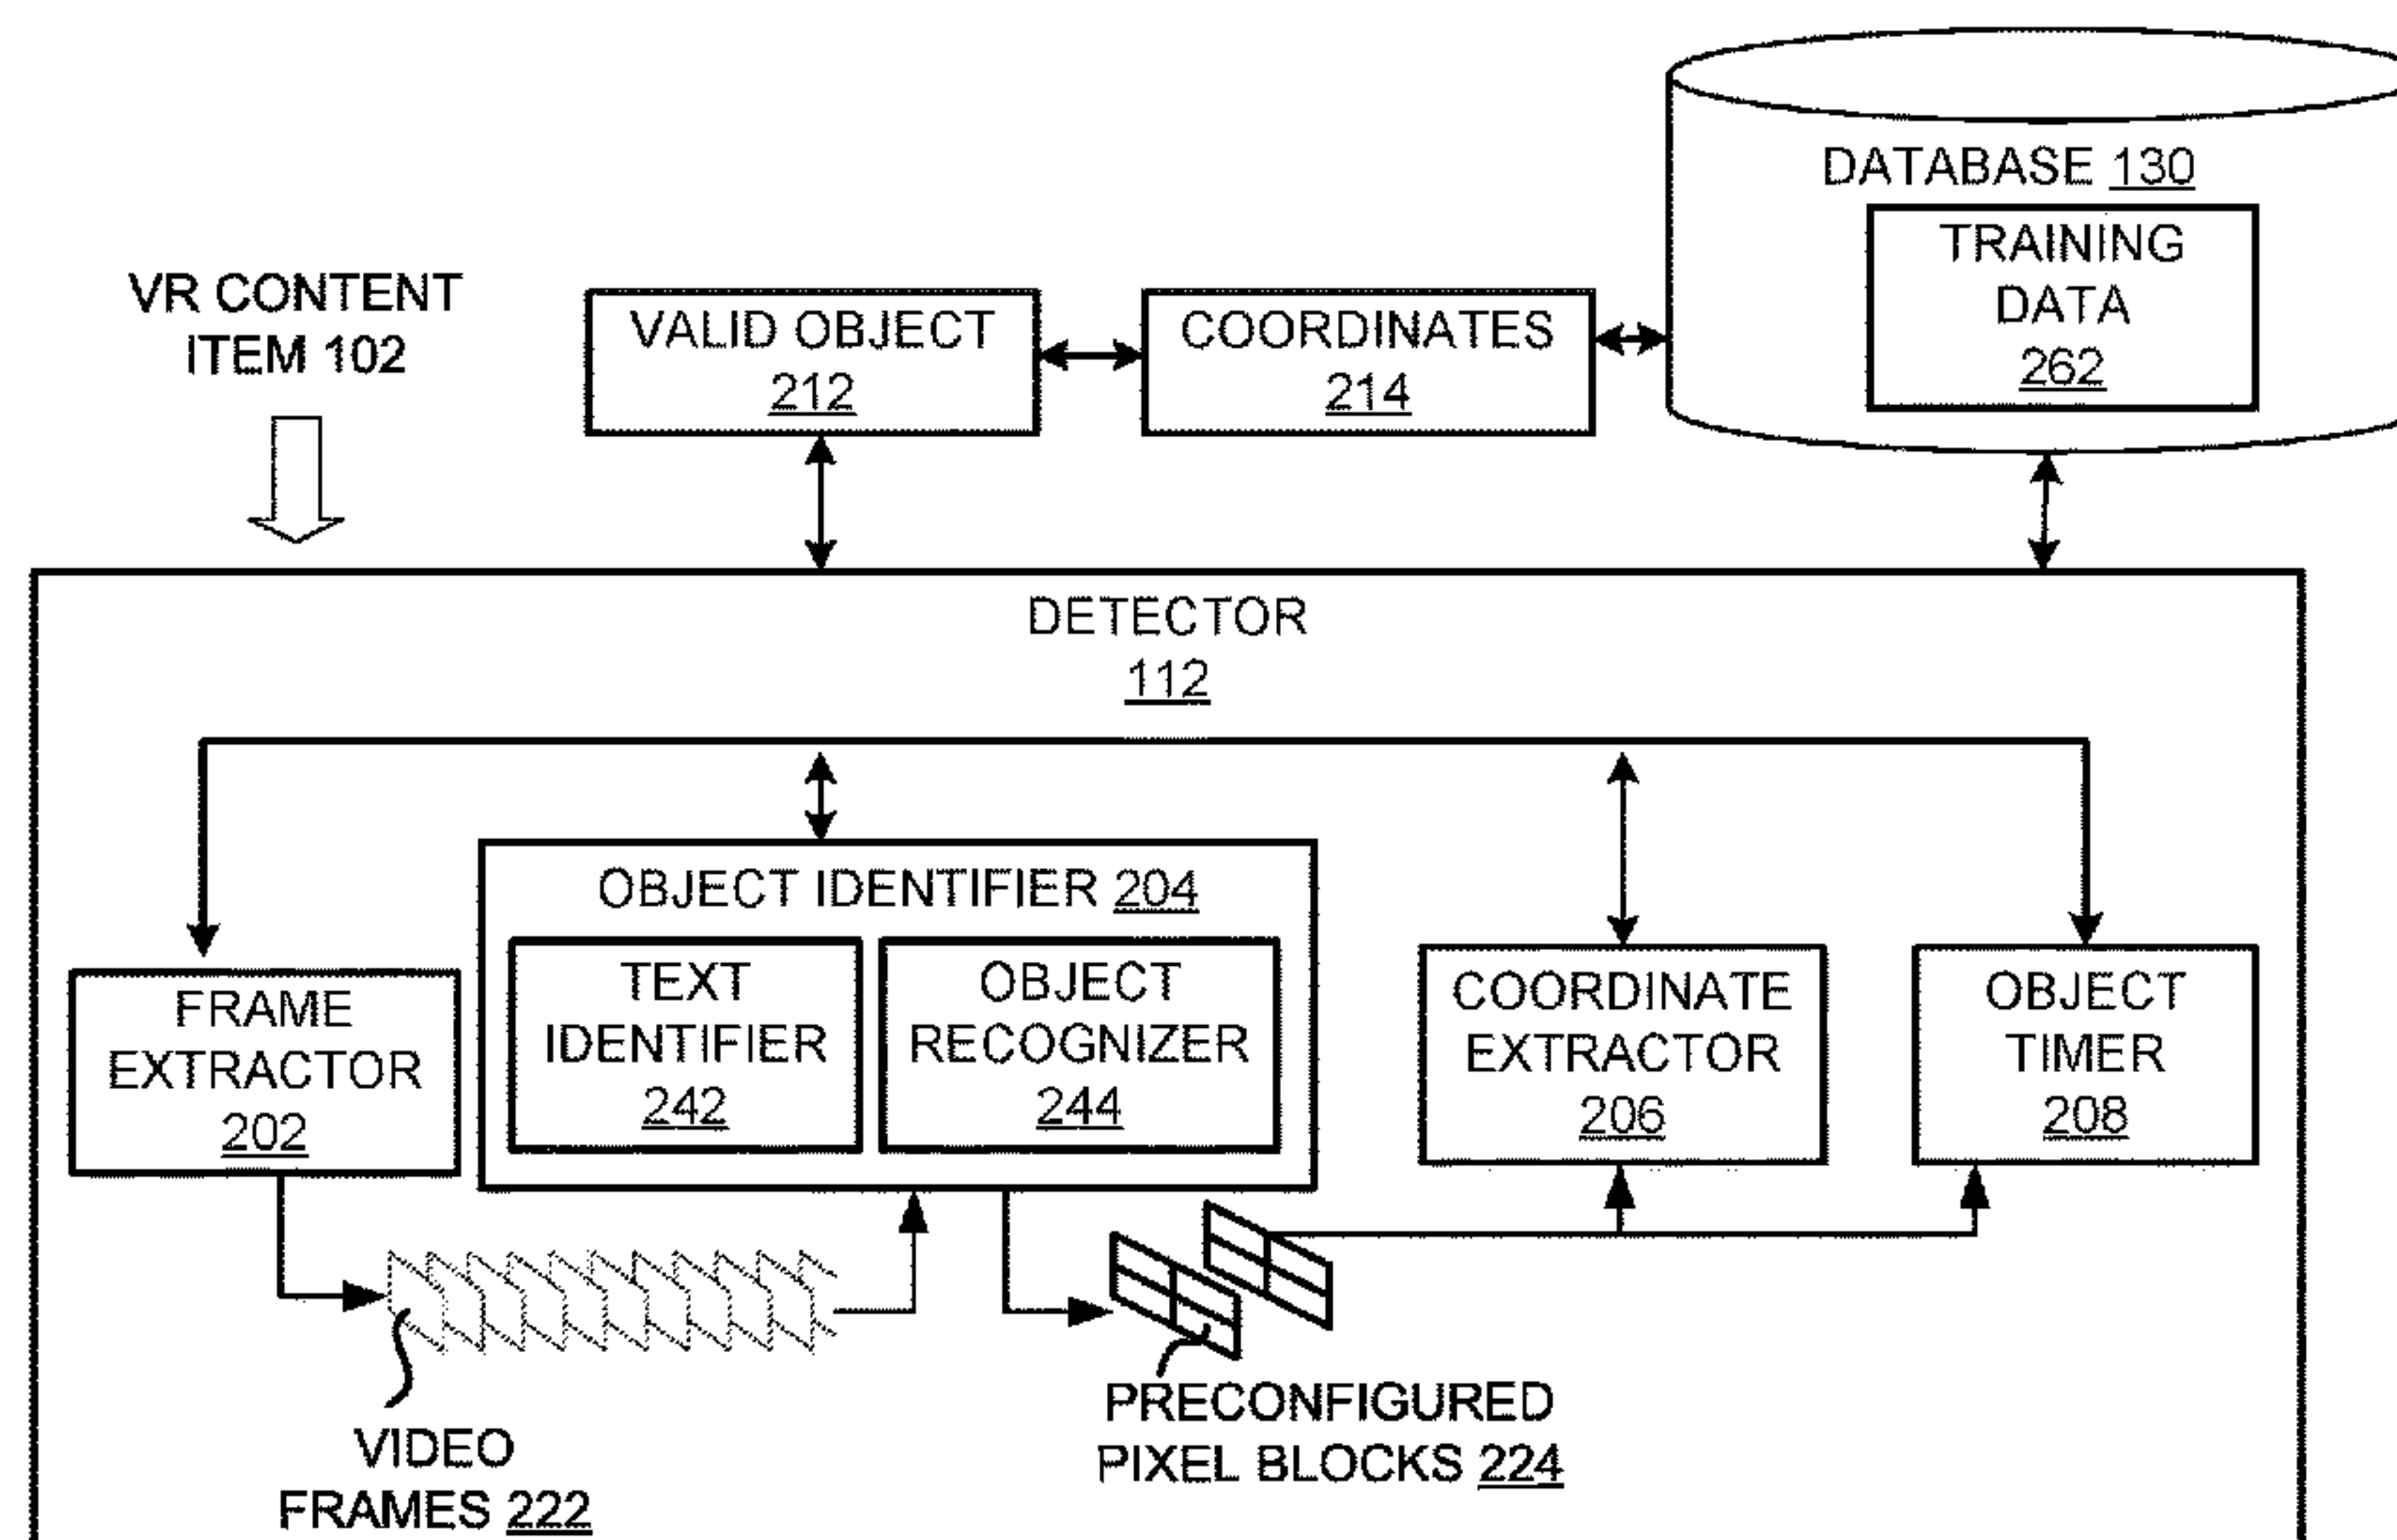 DATABASE 130
TRAINING
DATA
262
VR CONTENT
ITEM 102
VALID OBJECT
212
COORDINATES
214
DETECTOR
112
OBJECT IDENTIFIER 204
FRAME
EXTRACTOR
202
TEXT
IDENTIFIER
242
OBJECT
RECOGNIZER
244
COORDINATE
EXTRACTOR
206
OBJECT
TIMER
208
VIDEO
FRAMES 222
PRECONFIGURED
PIXEL BLOCKS 224